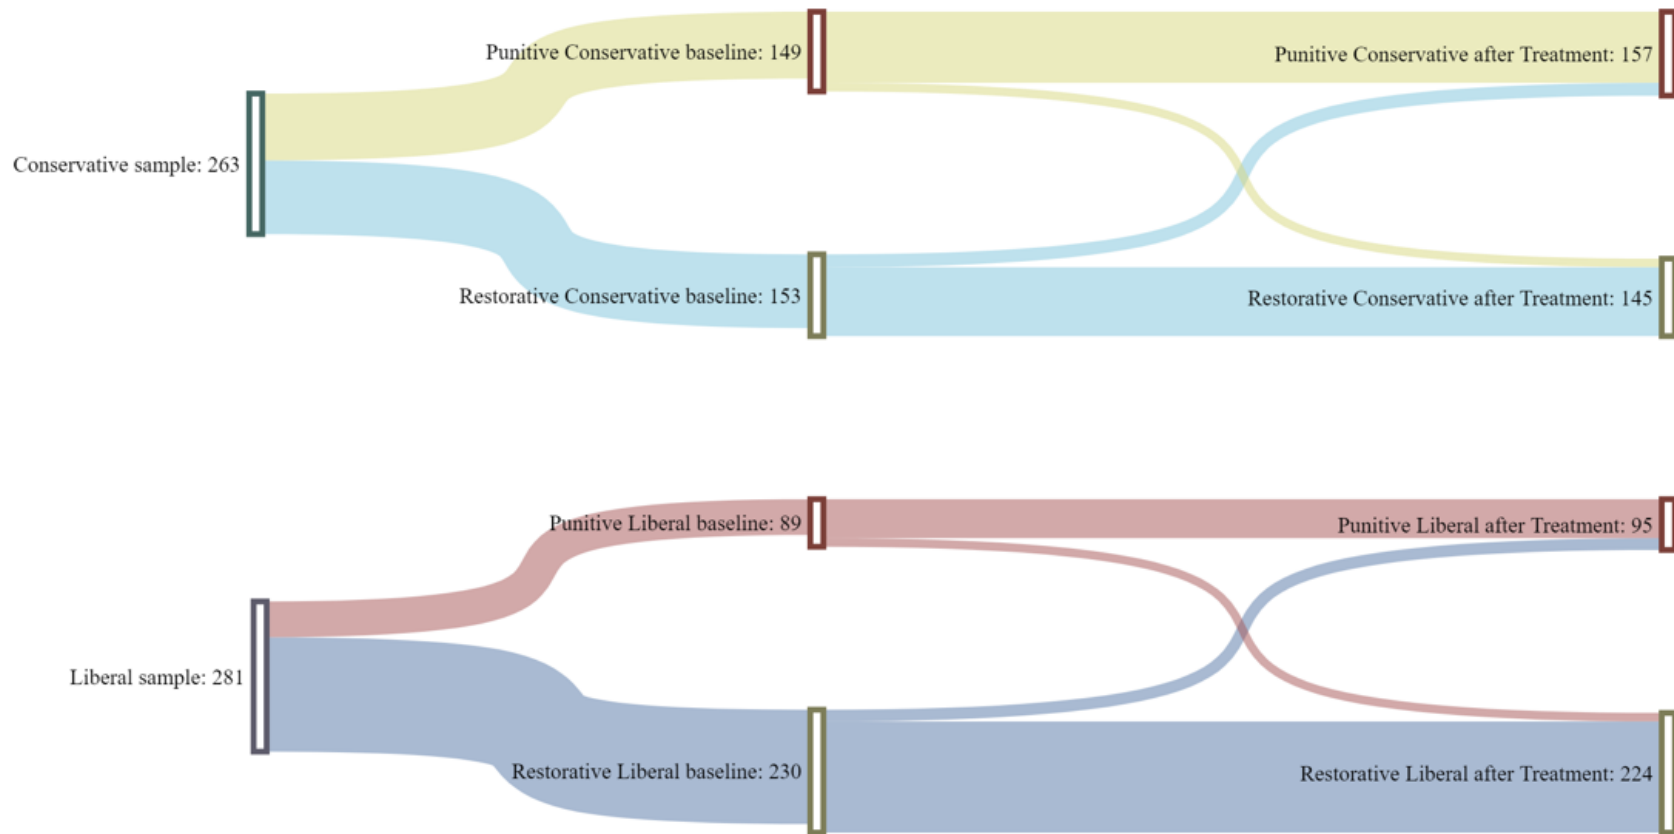 Punitive Conservative baseline: 149
Punitive Conservative after Treatment: 157
Conservative sample: 263
Restorative Conservative baseline: 153
Restorative Conservative after Treatment: 145
Punitive Liberal baseline: 89
Punitive Liberal after Treatment: 95
Liberal sample: 281
Restorative Liberal baseline: 230
Restorative Liberal after Treatment: 224